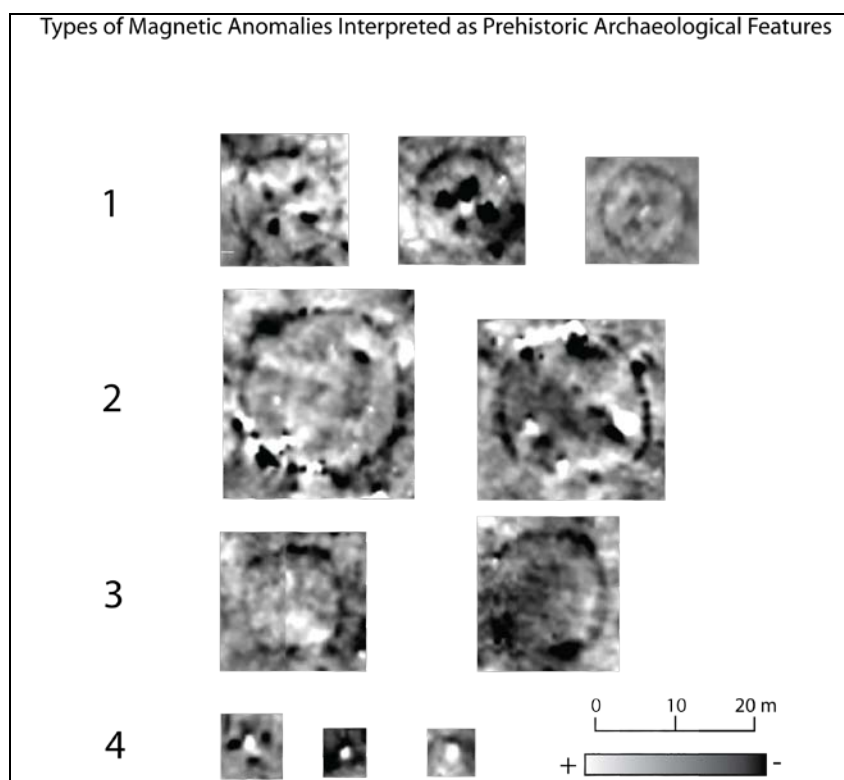 Types of Magnetic Anomalies Interpreted as Prehistoric Archaeological Features
1
2
3
4
0 10 20 m
+ -